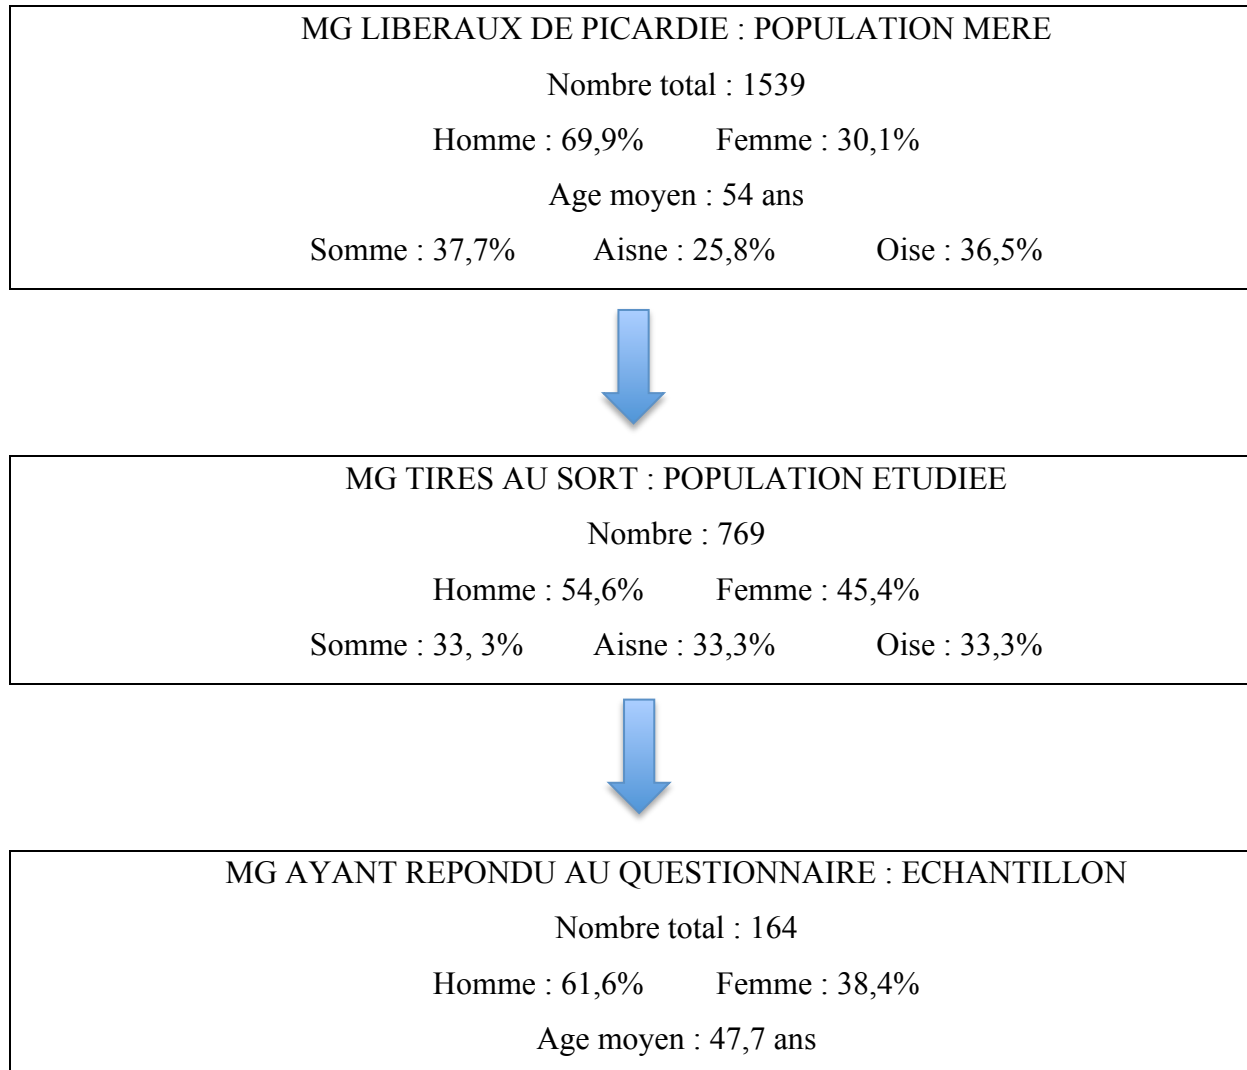 MG LIBERAUX DE PICARDIE : POPULATION MERE
Nombre total : 1539
Homme : 69,9% Femme : 30,1%
Age moyen : 54 ans
Somme : 37,7% Aisne : 25,8% Oise : 36,5%
MG TIRES AU SORT : POPULATION ETUDIEE
Nombre : 769
Homme : 54,6% Femme : 45,4%
Somme : 33, 3% Aisne : 33,3% Oise : 33,3%
MG AYANT REPONDU AU QUESTIONNAIRE : ECHANTILLON
Nombre total : 164
Homme : 61,6% Femme : 38,4%
Age moyen : 47,7 ans